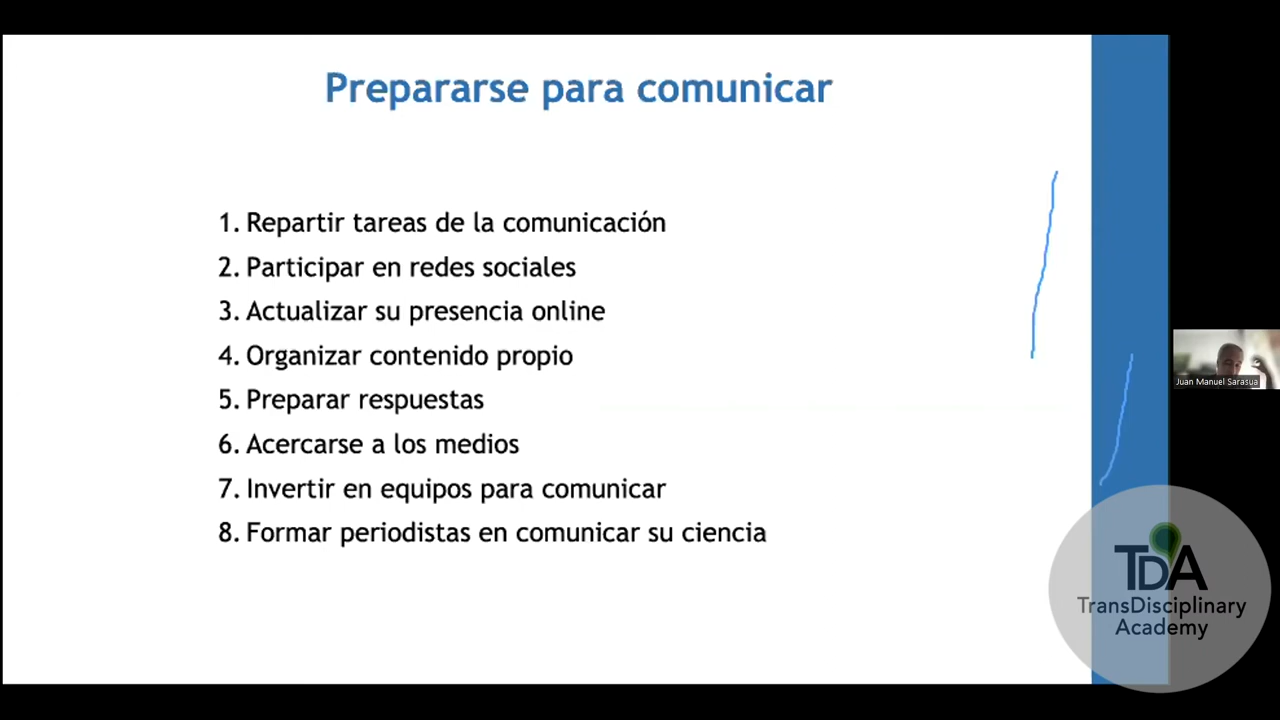 Prepararse para comunicar
1. Repartir tareas de la comunicación
2. Participar en redes sociales
3. Actualizar su presencia online
4. Organizar contenido propio
5. Preparar respuestas
6. Acercarse a los medios
7. Invertir en equipos para comunicar
8. Formar periodistas en comunicar su ciencia
Juan Manuel Sarasua
TDA
TransDisciplinary
Academy